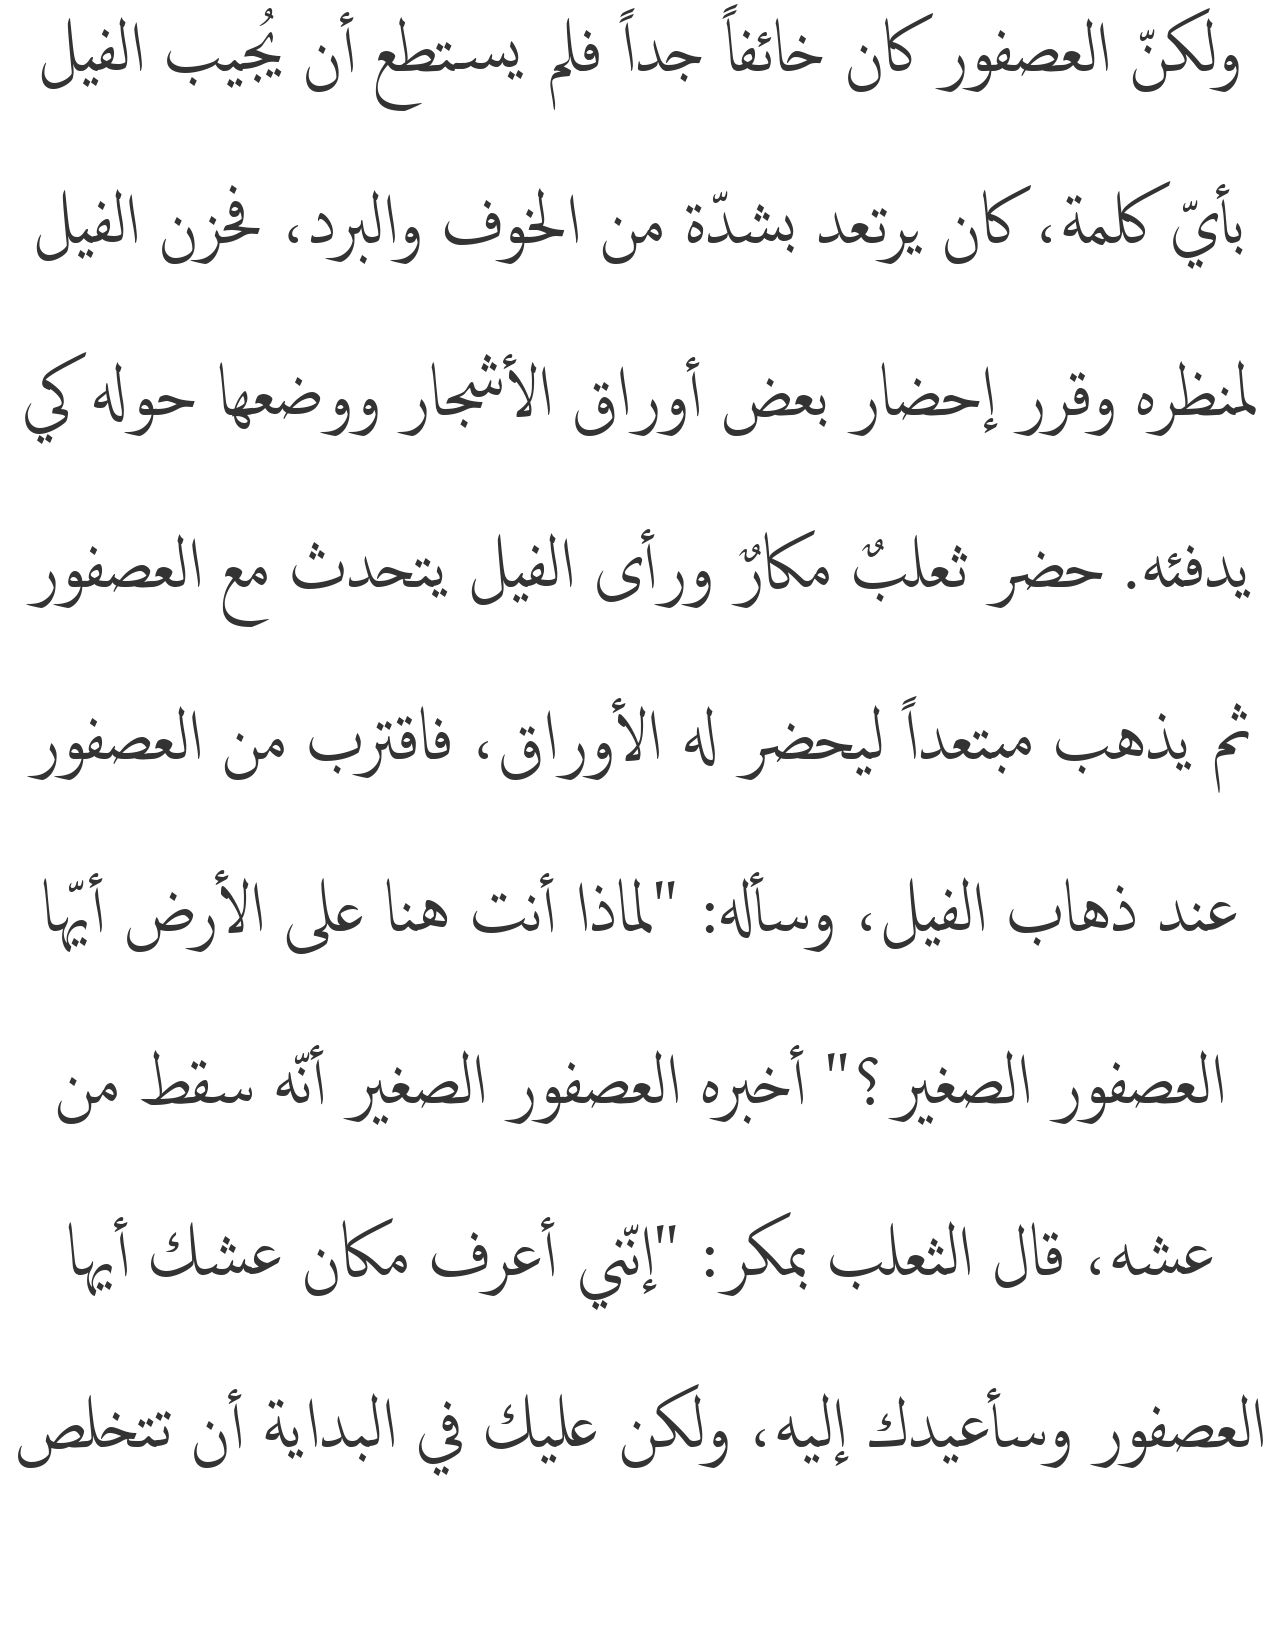 ولكنّ العصفور كان خائفاً جداً فلم يستطع أن يُجيب الفيل
بأيّ كلمة، كان يرتعد بشدّة من الخوف والبرد، فحزن الفيل
لمنظره وقرر إحضار بعض أوراق الأشجار ووضعها حوله كي
يدفئه. حضر ثعلبٌ مكارٌ ورأى الفيل يتحدث مع العصفور
ثم يذهب مبتعداً ليحضر له الأوراق، فاقترب من العصفور
عند ذهاب الفيل، وسأله: "لماذا أنت هنا على الأرض أيّها
العصفور الصغير؟" أخبره العصفور الصغير أنّه سقط من
عشه، قال الثعلب بمكر: "إنّني أعرف مكان عشك أيها
العصفور وسأعيدك إليه، ولكن عليك في البداية أن تتخلص